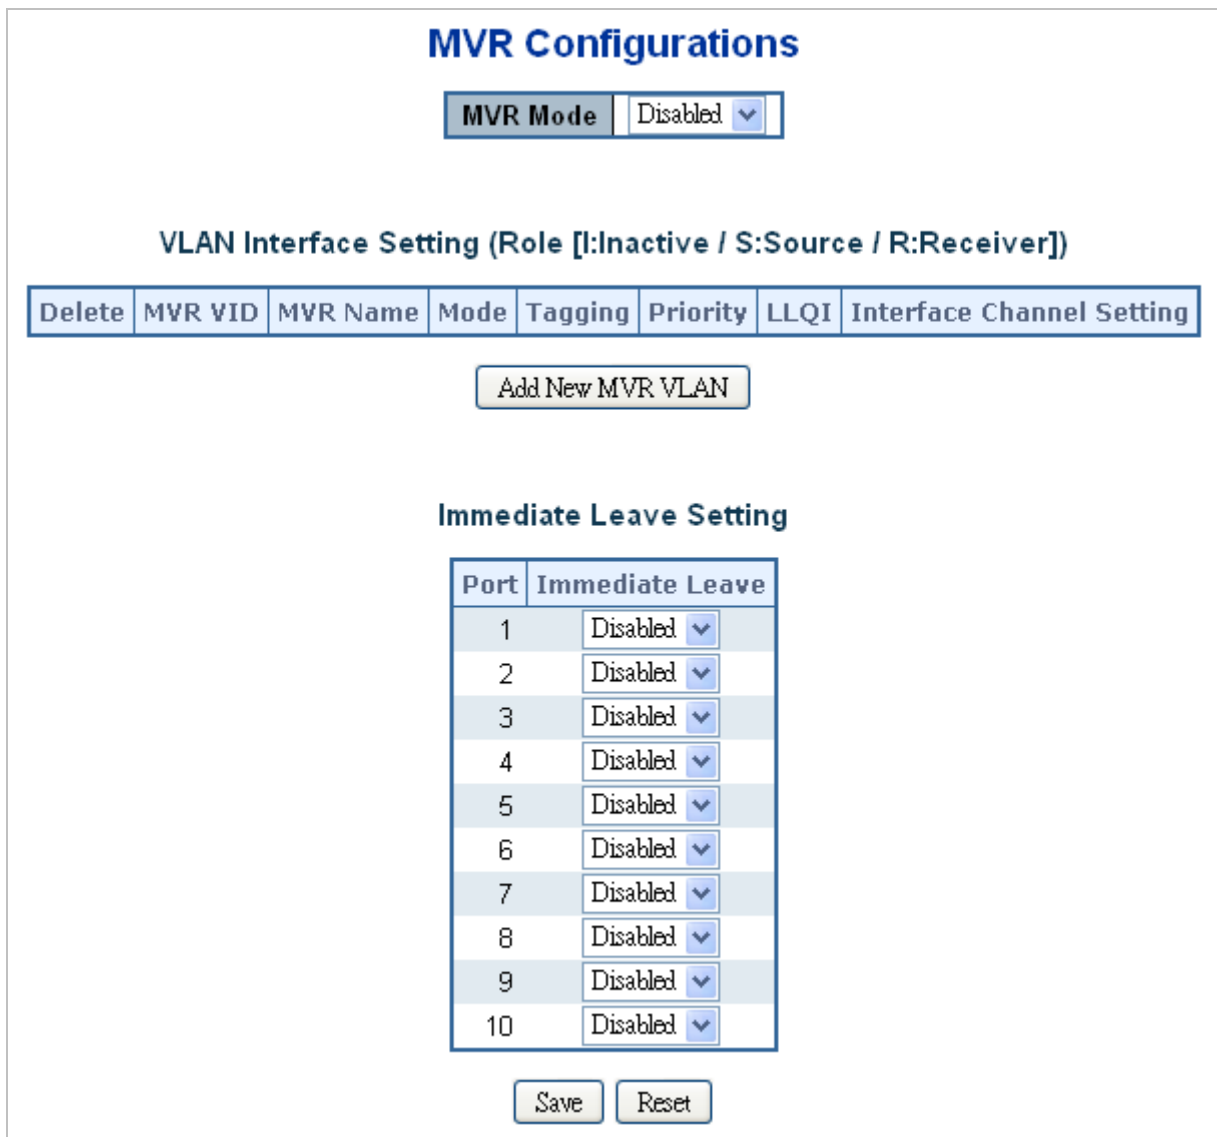 MVR Configurations
MVR Mode Disabled
VLAN Interface Setting (Role [I:Inactive / S:Source / R:Receiver])
Delete MVR VID MVR Name Mode Tagging Priority LLQI Interface Channel Setting
Add New MVR VLAN
Immediate Leave Setting
Port Immediate Leave
1 Disabled
2 Disabled
3 Disabled
4 Disabled
5 Disabled
6 Disabled
7 Disabled
8 Disabled
9 Disabled
10 Disabled
Save Reset